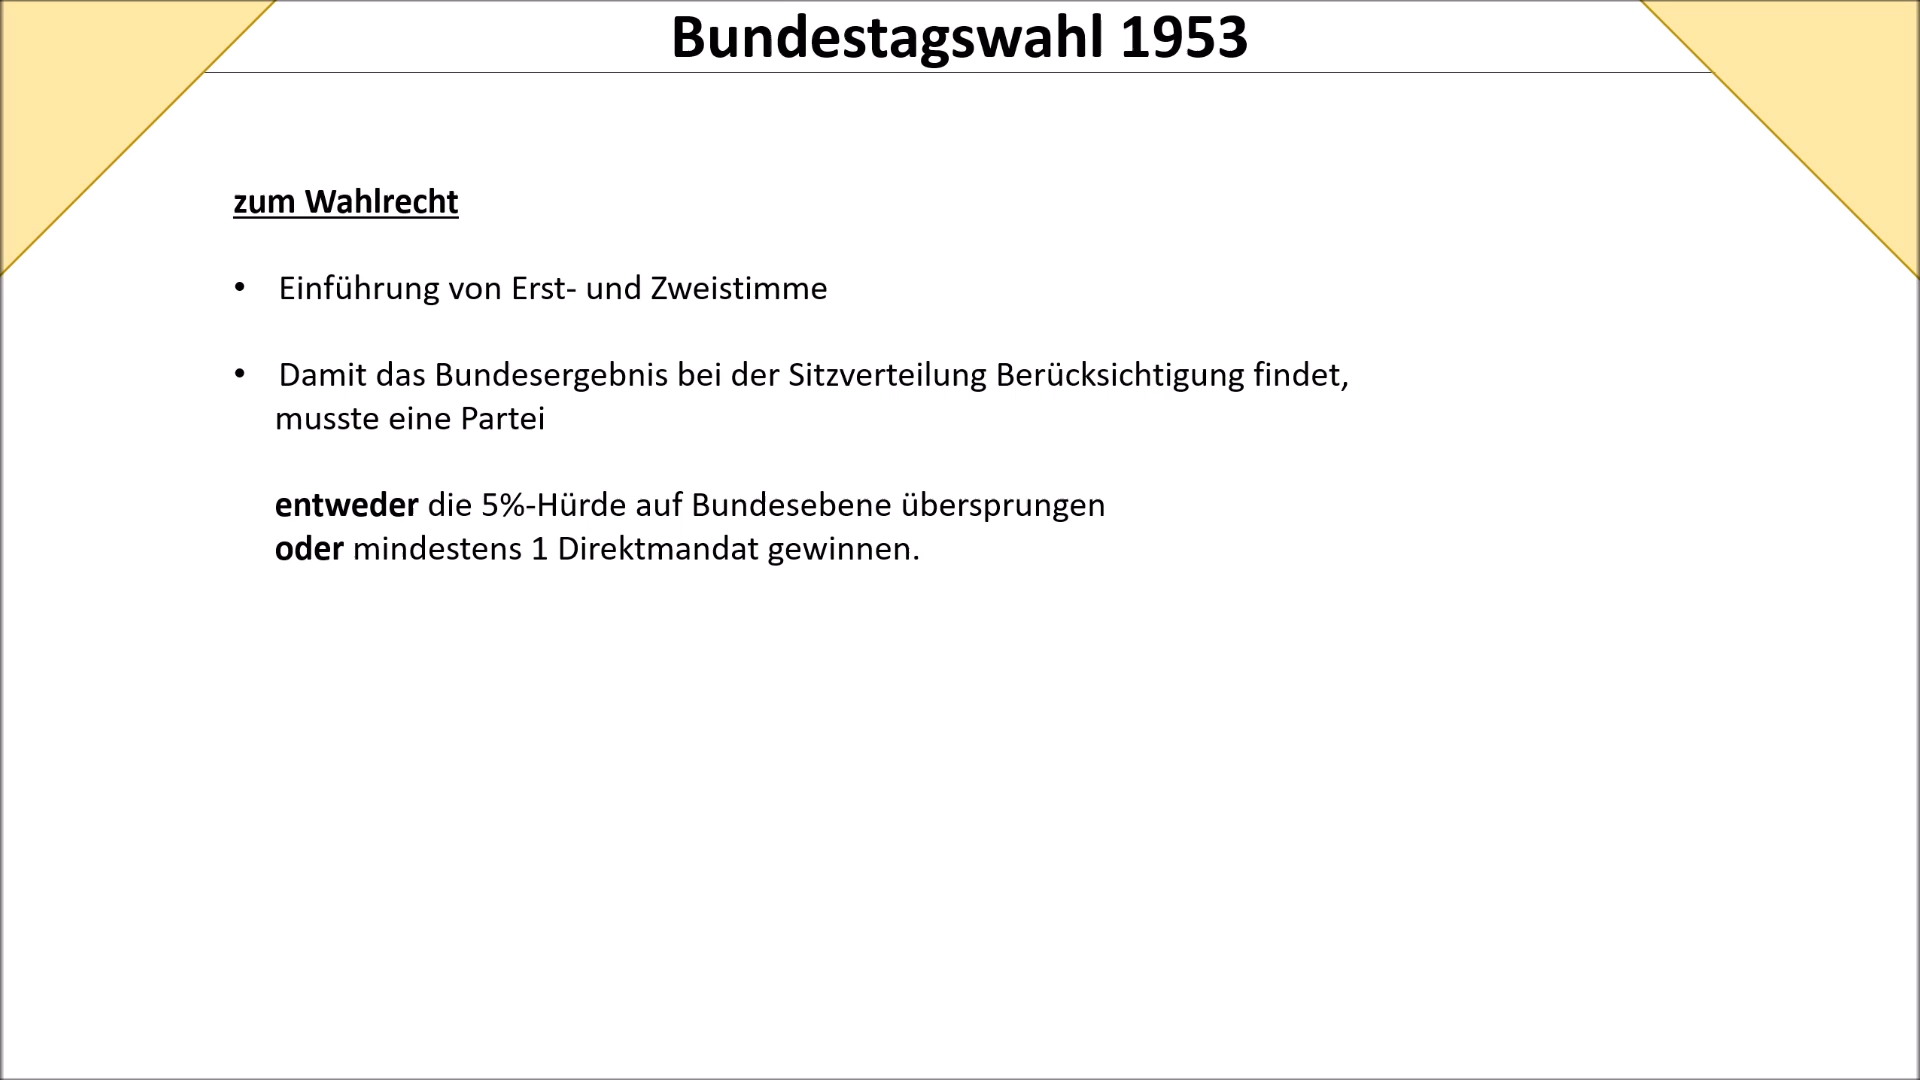 Bundestagswahl 1953
zum Wahlrecht
• Einführung von Erst- und Zweistimme
• Damit das Bundesergebnis bei der Sitzverteilung Berücksichtigung findet,
musste eine Partei
entweder die 5%-Hürde auf Bundesebene übersprungen
oder mindestens 1 Direktmandat gewinnen.